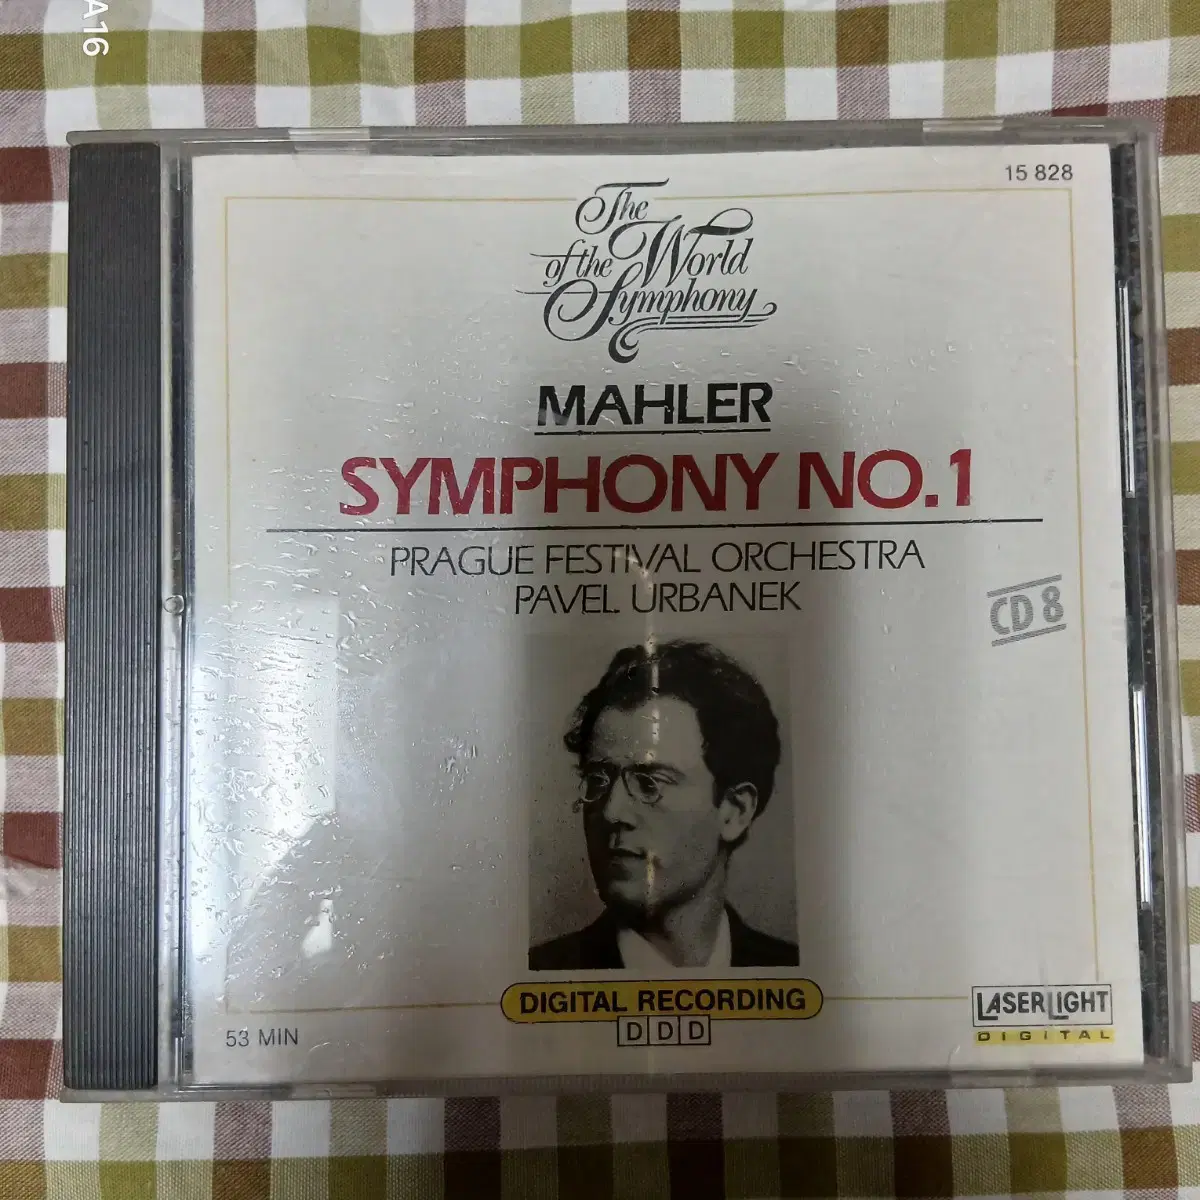 A16
15 828
The World
of the
Symphony
MAHLER
SYMPHONY NO.1
PRAGUE FESTIVAL ORCHESTRA
PAVEL URBANEK
CD 8
DIGITAL RECORDING
DDD
53 MIN
LASERLIGHT
DIGITAL